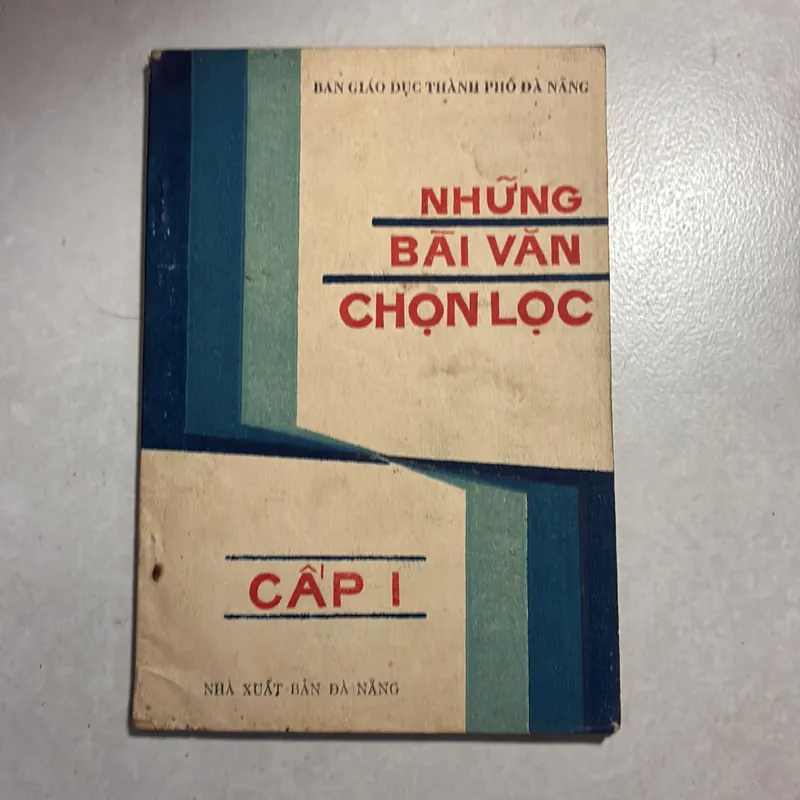 BAN GIÁO DỤC THÀNH PHỐ ĐÀ NẴNG
NHỮNG
BÀI VĂN
CHỌN LỌC
CẤP I
NHÀ XUẤT BẢN ĐÀ NẴNG